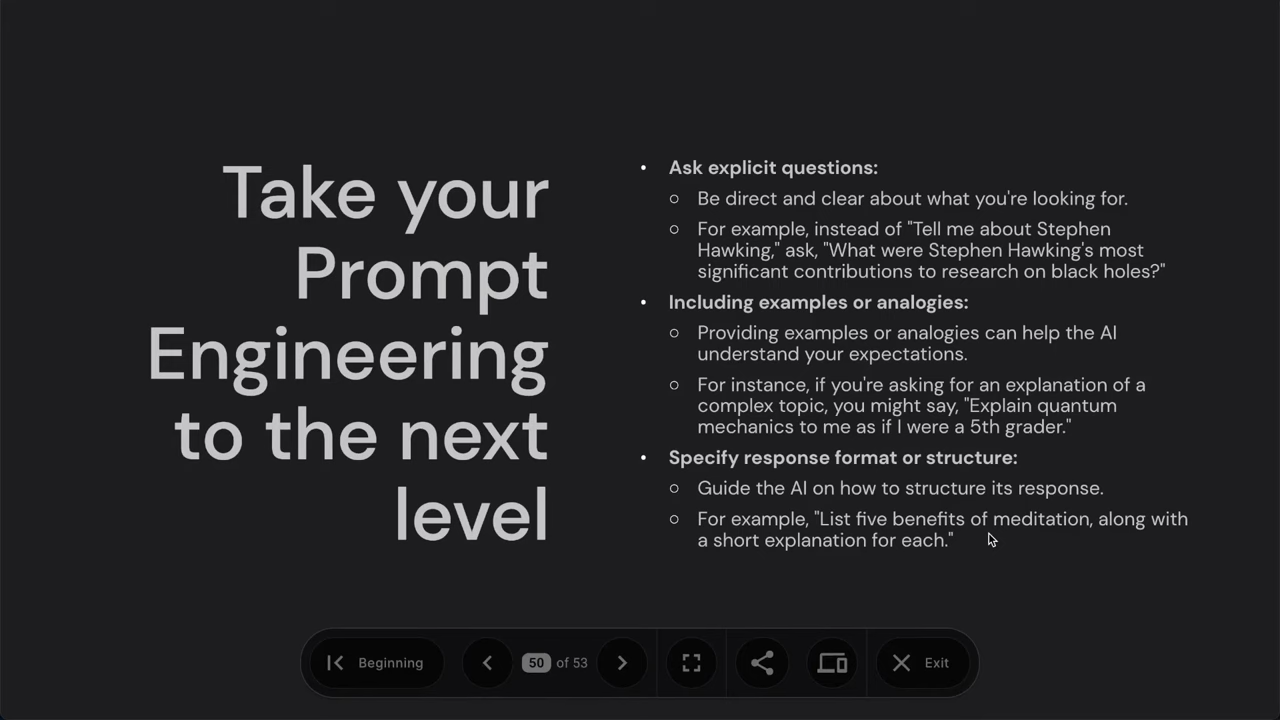 Take your
Prompt
Engineering
to the next
level
• Ask explicit questions:
○ Be direct and clear about what you're looking for.
○ For example, instead of "Tell me about Stephen
Hawking," ask, "What were Stephen Hawking's most
significant contributions to research on black holes?"
• Including examples or analogies:
○ Providing examples or analogies can help the AI
understand your expectations.
○ For instance, if you're asking for an explanation of a
complex topic, you might say, "Explain quantum
mechanics to me as if I were a 5th grader."
• Specify response format or structure:
○ Guide the AI on how to structure its response.
○ For example, "List five benefits of meditation, along with
a short explanation for each."
Beginning
50 of 53
Exit